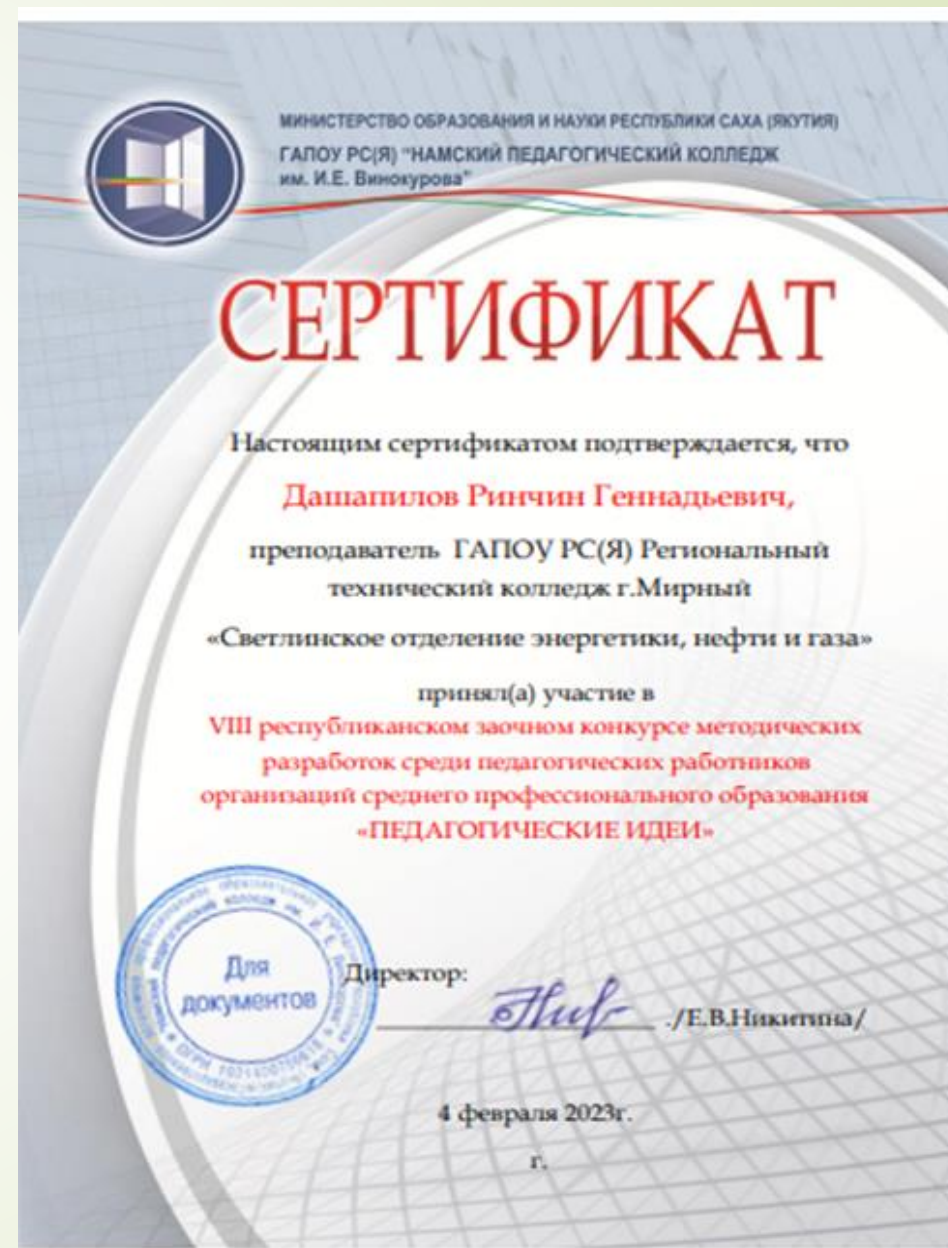 МИНИСТЕРСТВО ОБРАЗОВАНИЯ И НАУКИ РЕСПУБЛИКИ САХА (ЯКУТИЯ)
ГАПОУ РС(Я) "НАМСКИЙ ПЕДАГОГИЧЕСКИЙ КОЛЛЕДЖ
им. И.Е. Винокурова"
СЕРТИФИКАТ
Настоящим сертификатом подтверждается, что
Дашапилов Ринчин Геннадьевич,
преподаватель ГАПОУ РС(Я) Региональный
технический колледж г.Мирный
«Светлинское отделение энергетики, нефти и газа»
принял(а) участие в
VIII республиканском заочном конкурсе методических
разработок среди педагогических работников
организаций среднего профессионального образования
«ПЕДАГОГИЧЕСКИЕ ИДЕИ»
Для
документов
Директор:
./Е.В.Никитина/
4 февраля 2023г.
г.